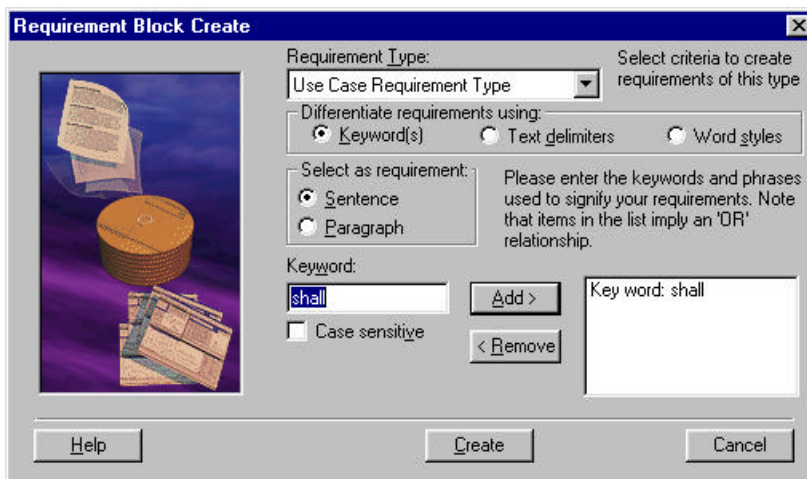 Requirement Block Create
Requirement Type:
Use Case Requirement Type
Select criteria to create
requirements of this type
Differentiate requirements using:
Keyword(s)
Text delimiters
Word styles
Select as requirement:
Sentence
Paragraph
Please enter the keywords and phrases
used to signify your requirements. Note
that items in the list imply an 'OR'
relationship.
Keyword:
shall
Case sensitive
Add >
< Remove
Key word: shall
Help
Create
Cancel